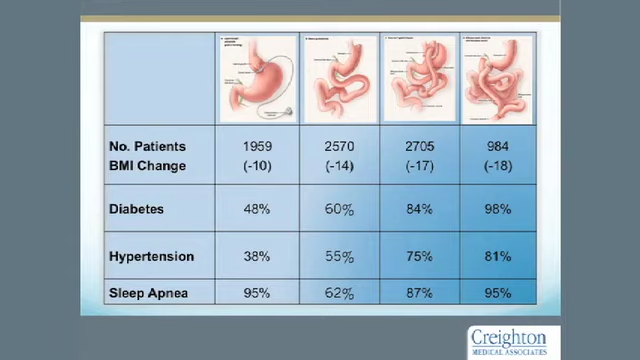 No. Patients 1959 2570 2705 984
BMI Change (-10) (-14) (-17) (-18)
Diabetes 48% 60% 84% 98%
Hypertension 38% 55% 75% 81%
Sleep Apnea 95% 62% 87% 95%
Creighton
MEDICAL ASSOCIATES